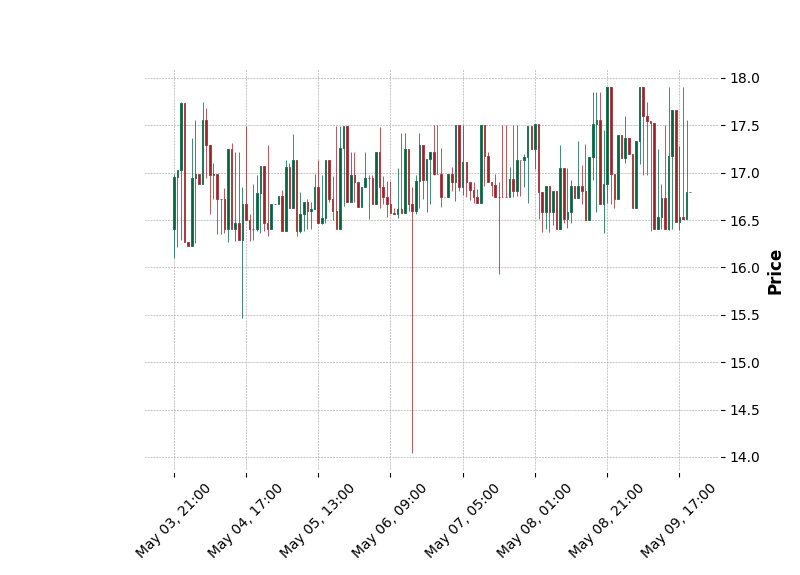 18.0
17.5
17.0
16.5
16.0
15.5
15.0
14.5
14.0
Price
May 03, 21:00
May 04, 17:00
May 05, 13:00
May 06, 09:00
May 07, 05:00
May 08, 01:00
May 08, 21:00
May 09, 17:00